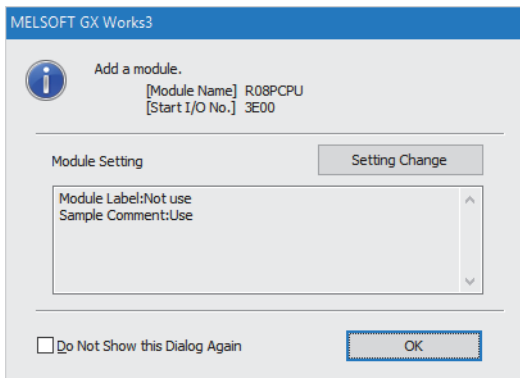 MELSOFT GX Works3
Add a module.
[Module Name] R08PCPU
[Start I/O No.] 3E00
Module Setting
Setting Change
Module Label:Not use
Sample Comment:Use
Do Not Show this Dialog Again
OK